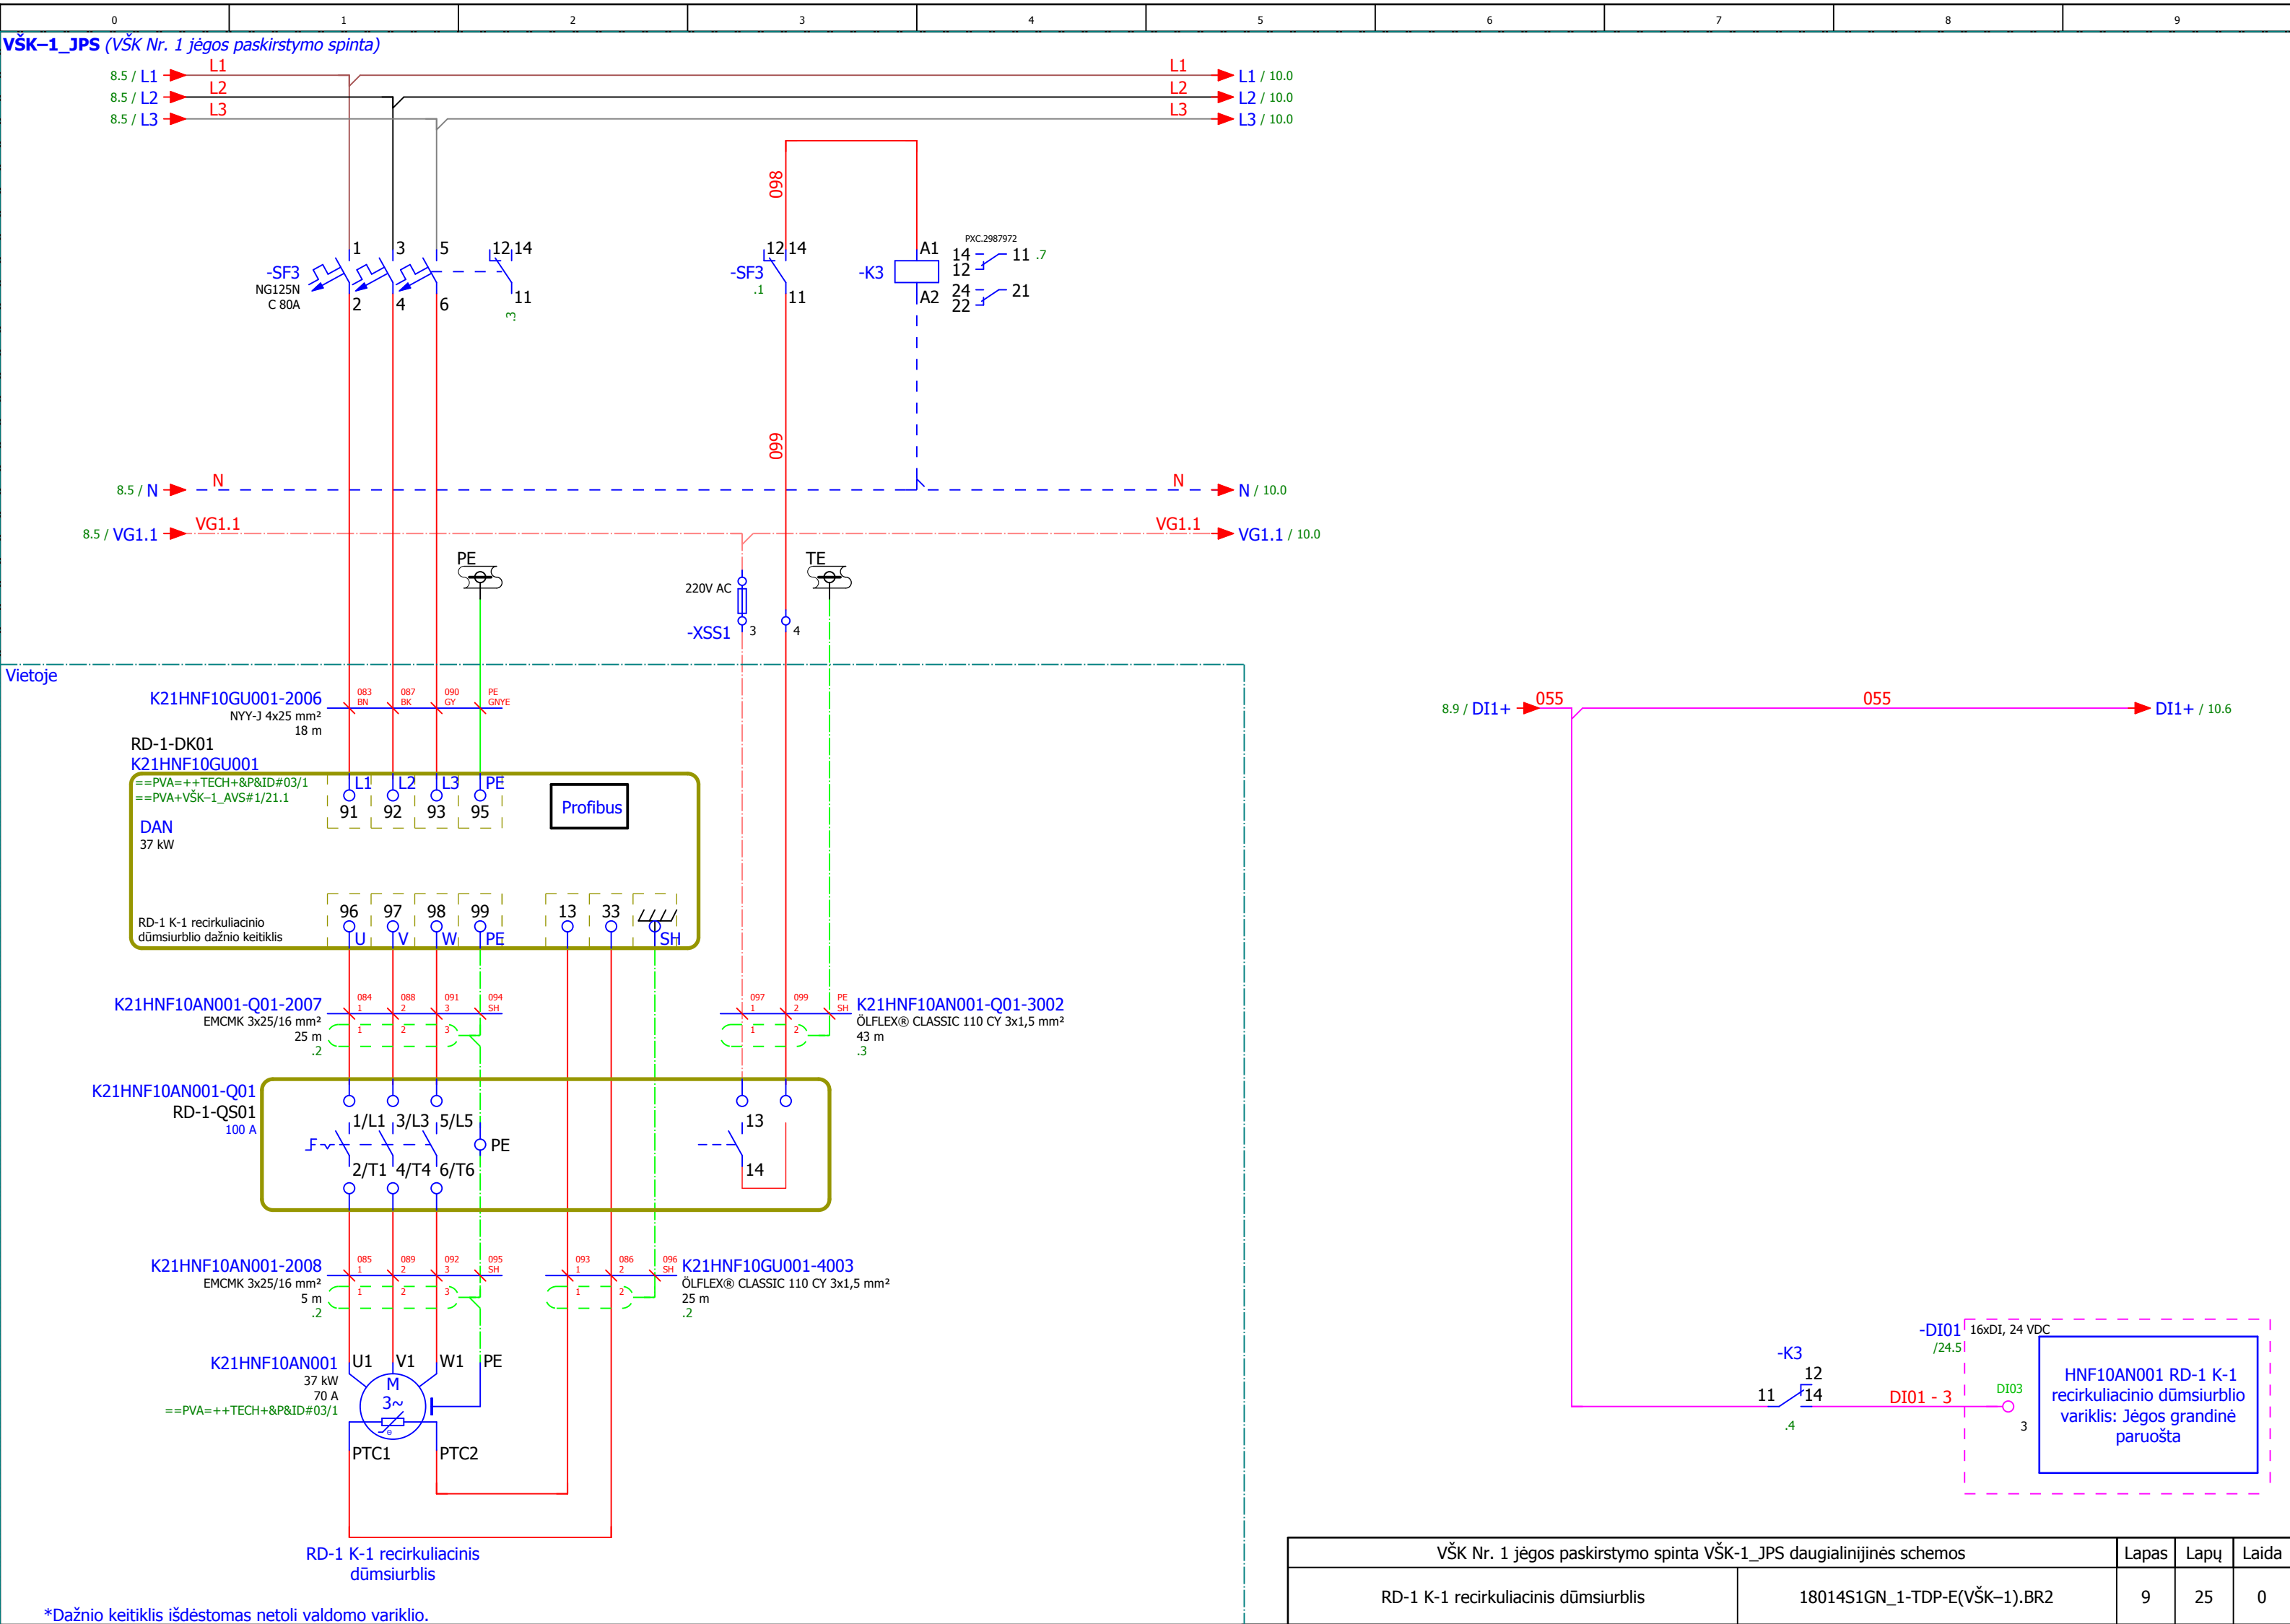 0 1 2 3 4 5 6 7 8 9
VŠK–1_JPS (VŠK Nr. 1 jėgos paskirstymo spinta)
8.5 / L1 L1 L1 L1 / 10.0
8.5 / L2 L2 L2 L2 / 10.0
8.5 / L3 L3 L3 L3 / 10.0
098
1 3 5 12 14
-SF3
NG125N
C 80A
2 4 6 11
.3
12 14
-SF3
.1
11
A1
-K3
A2
PXC.2987972
14 11 .7
12
24 21
22
099
8.5 / N N N N / 10.0
8.5 / VG1.1 VG1.1 VG1.1 VG1.1 / 10.0
PE TE
220V AC
-XSS1 3 4
Vietoje
K21HNF10GU001-2006
NYY-J 4x25 mm²
18 m
083 087 090 PE
BN BK GY GNYE
8.9 / DI1+ 055 055 DI1+ / 10.6
RD-1-DK01
K21HNF10GU001
==PVA=++TECH+&P&ID#03/1
==PVA+VŠK–1_AVS#1/21.1
L1 L2 L3 PE
91 92 93 95
Profibus
DAN
37 kW
96 97 98 99 13 33
U V W PE SH
RD-1 K-1 recirkuliacinio
dūmsiurblio dažnio keitiklis
K21HNF10AN001-Q01-2007
EMCMK 3x25/16 mm²
25 m
.2
084 088 091 094
1 2 3 SH
1 2 3
097 099 PE
1 2 SH
1 2
K21HNF10AN001-Q01-3002
ÖLFLEX® CLASSIC 110 CY 3x1,5 mm²
43 m
.3
K21HNF10AN001-Q01
RD-1-QS01
100 A
1/L1 3/L3 5/L5
PE
2/T1 4/T4 6/T6
13
14
K21HNF10AN001-2008
EMCMK 3x25/16 mm²
5 m
.2
085 089 092 095
1 2 3 SH
1 2 3
093 086 096
1 2 SH
1 2
K21HNF10GU001-4003
ÖLFLEX® CLASSIC 110 CY 3x1,5 mm²
25 m
.2
K21HNF10AN001
37 kW
70 A
==PVA=++TECH+&P&ID#03/1
U1 V1 W1 PE
M
3~
PTC1 PTC2
-K3
12
11 14
.4
DI01 - 3
-DI01
/24.5
16xDI, 24 VDC
DI03
3
HNF10AN001 RD-1 K-1
recirkuliacinio dūmsiurblio
variklis: Jėgos grandinė
paruošta
RD-1 K-1 recirkuliacinis
dūmsiurblis
*Dažnio keitiklis išdėstomas netoli valdomo variklio.
VŠK Nr. 1 jėgos paskirstymo spinta VŠK-1_JPS daugialinijinės schemos Lapas Lapų Laida
RD-1 K-1 recirkuliacinis dūmsiurblis 18014S1GN_1-TDP-E(VŠK–1).BR2 9 25 0